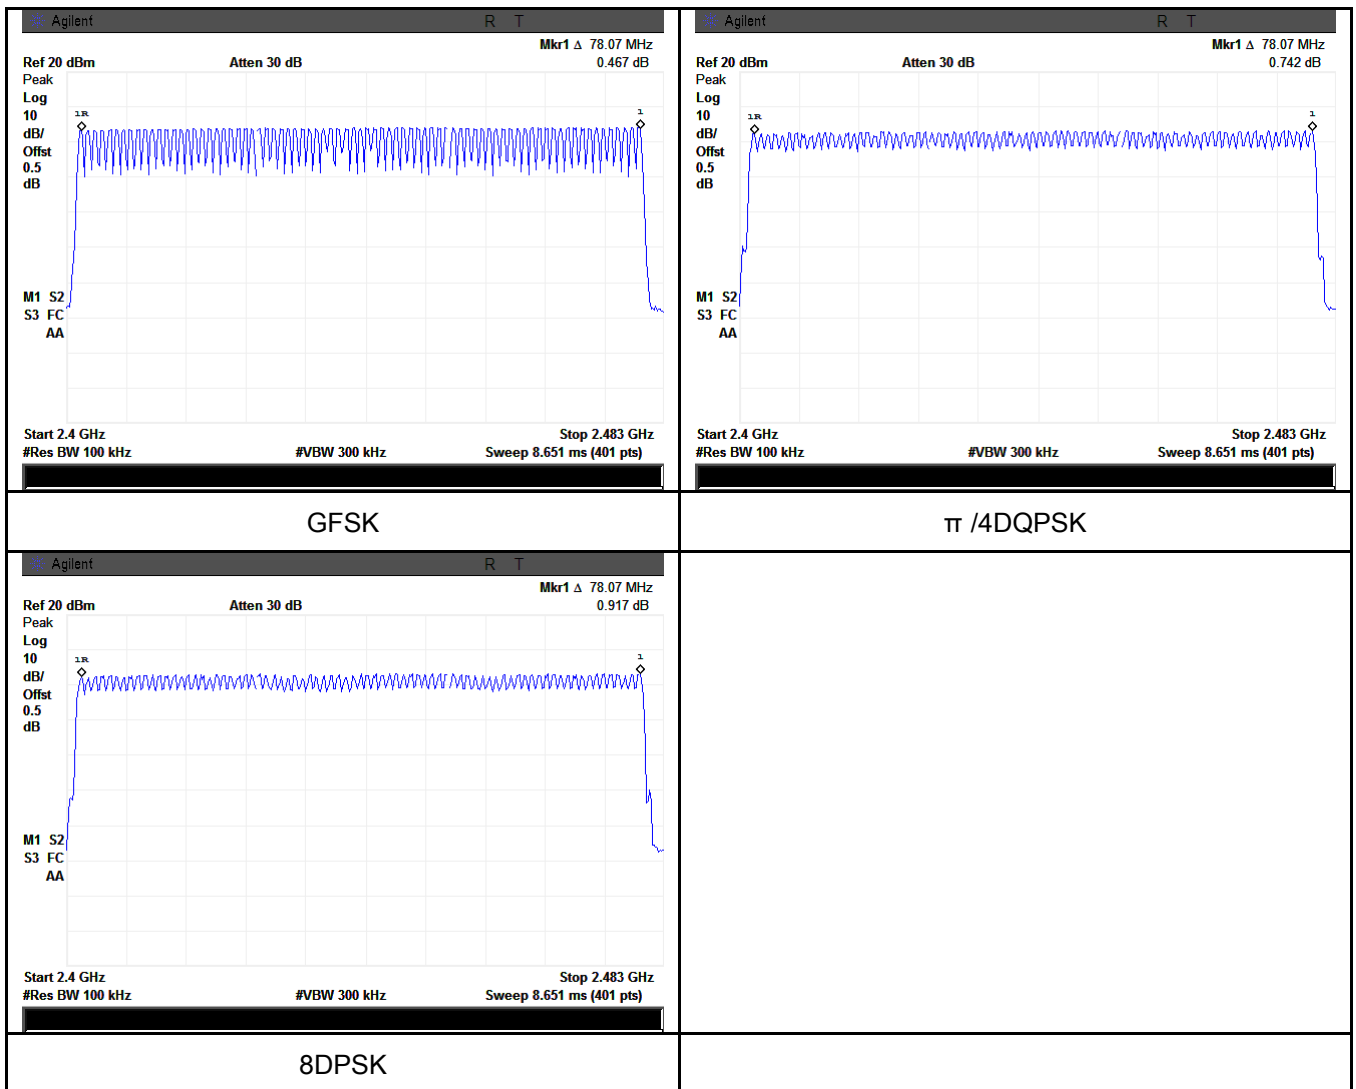 Agilent R T
Mkr1 Δ 78.07 MHz
Ref 20 dBm Atten 30 dB 0.467 dB
Peak
Log
10
dB/
Offst
0.5
dB
1R
1
M1 S2
S3 FC
AA
Start 2.4 GHz Stop 2.483 GHz
#Res BW 100 kHz #VBW 300 kHz Sweep 8.651 ms (401 pts)
GFSK
Agilent R T
Mkr1 Δ 78.07 MHz
Ref 20 dBm Atten 30 dB 0.742 dB
Peak
Log
10
dB/
Offst
0.5
dB
1R
1
M1 S2
S3 FC
AA
Start 2.4 GHz Stop 2.483 GHz
#Res BW 100 kHz #VBW 300 kHz Sweep 8.651 ms (401 pts)
π /4DQPSK
Agilent R T
Mkr1 Δ 78.07 MHz
Ref 20 dBm Atten 30 dB 0.917 dB
Peak
Log
10
dB/
Offst
0.5
dB
1R
1
M1 S2
S3 FC
AA
Start 2.4 GHz Stop 2.483 GHz
#Res BW 100 kHz #VBW 300 kHz Sweep 8.651 ms (401 pts)
8DPSK